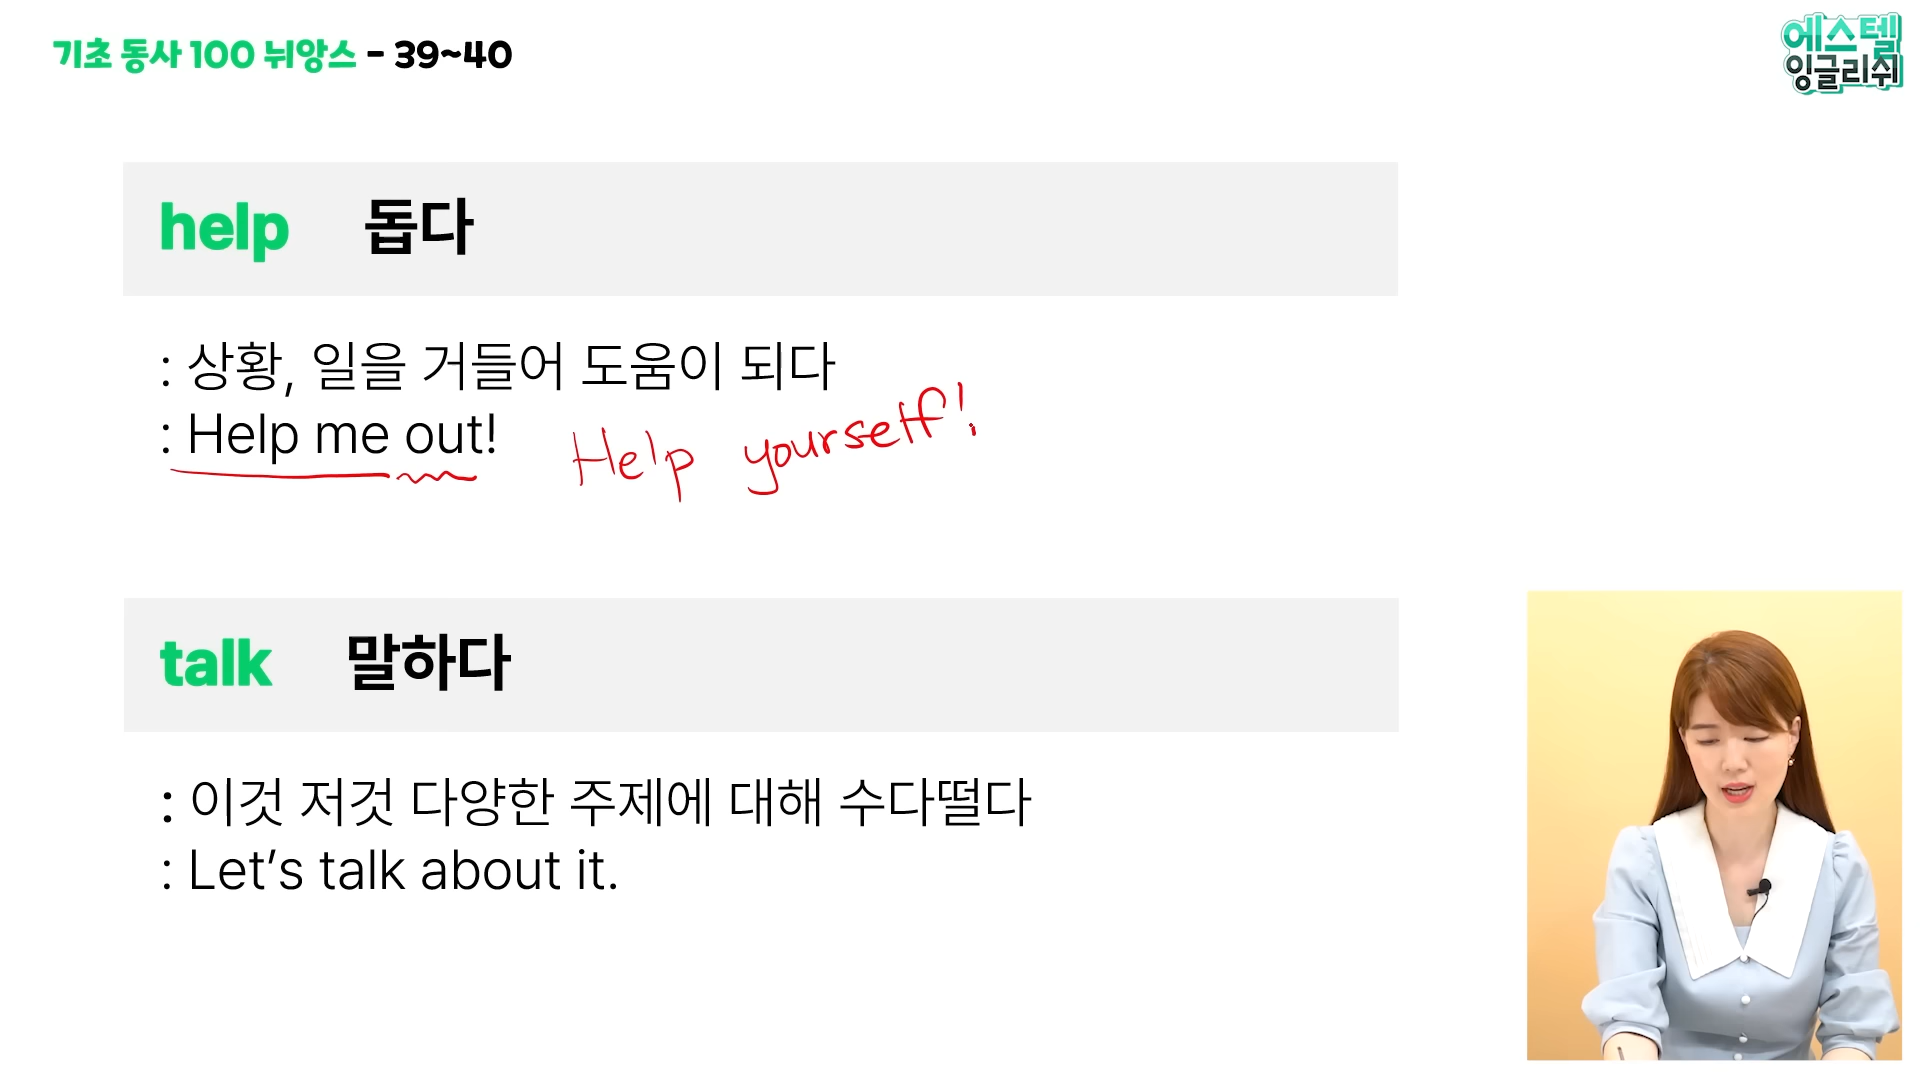 기초 동사 100 뉘앙스 - 39~40
에스텔
잉글리쉬
help 돕다
: 상황, 일을 거들어 도움이 되다
: Help me out!
Help yourself!
talk 말하다
: 이것 저것 다양한 주제에 대해 수다떨다
: Let’s talk about it.